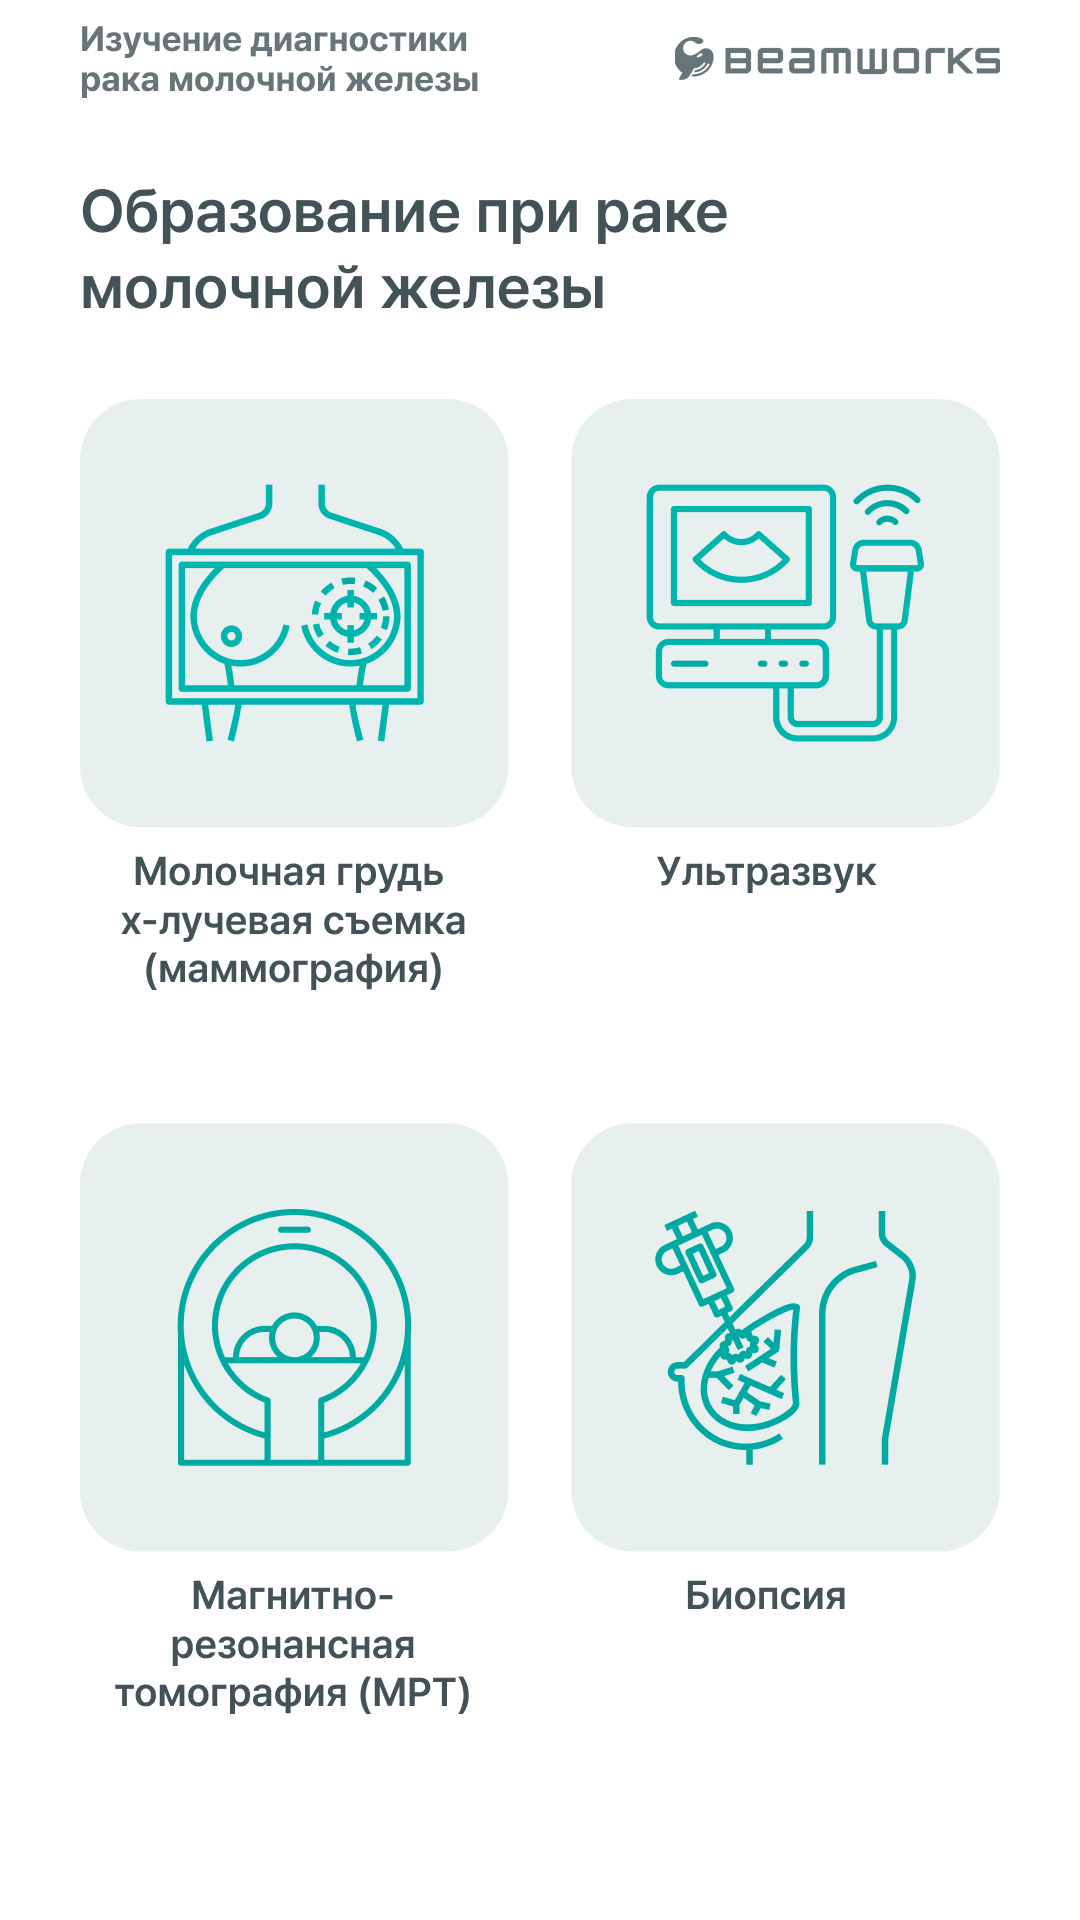 Изучение диагностики
рака молочной железы
BEAMWORKS
Образование при раке
молочной железы
Молочная грудь
х-лучевая съемка
(маммография)
Ультразвук
Магнитно-
резонансная
томография (МРТ)
Биопсия